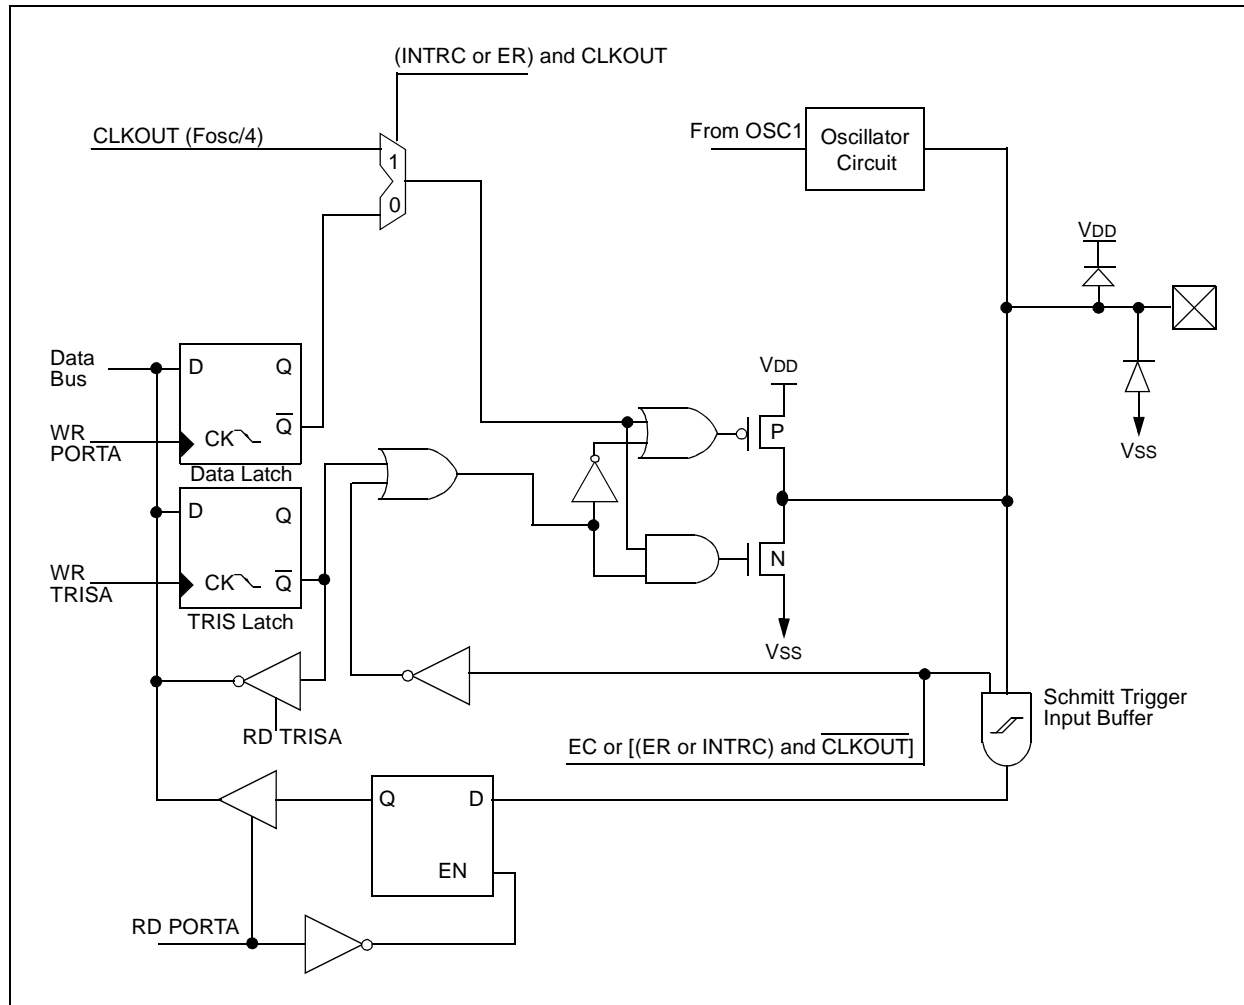 (INTRC or ER) and CLKOUT
CLKOUT (Fosc/4)
1
0
From OSC1
Oscillator
Circuit
VDD
Data
Bus
D
Q
Q̅
WR
PORTA
CK
Data Latch
VDD
P
VSS
D
Q
WR
TRISA
CK
Q̅
TRIS Latch
N
VSS
RD TRISA
Schmitt Trigger
Input Buffer
EC or [(ER or INTRC) and C̅L̅K̅O̅U̅T̅]
Q
D
EN
RD PORTA